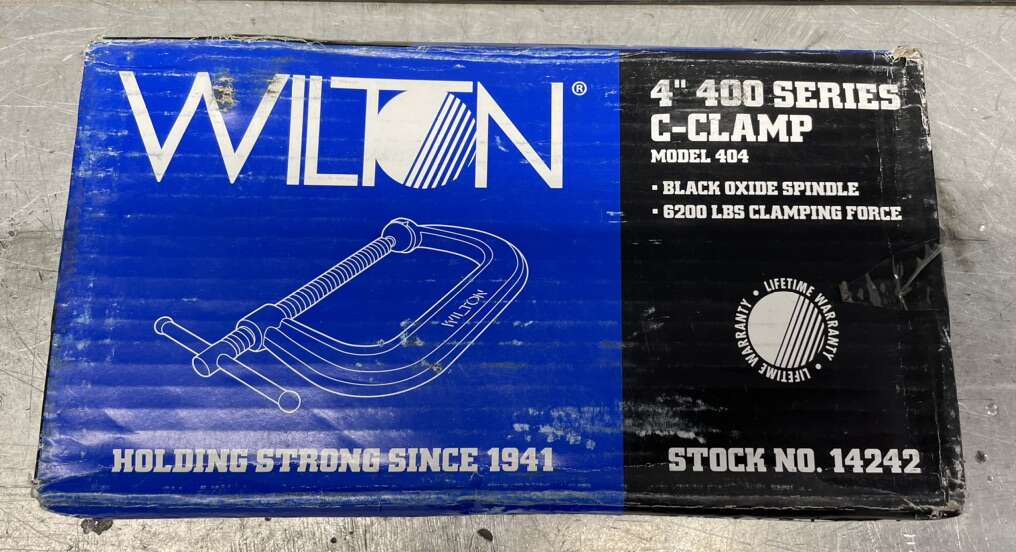 WILTON®
4" 400 SERIES
C-CLAMP
MODEL 404
• BLACK OXIDE SPINDLE
• 6200 LBS CLAMPING FORCE
WILTON
LIFETIME WARRANTY • LIFETIME WARRANTY •
HOLDING STRONG SINCE 1941
STOCK NO. 14242